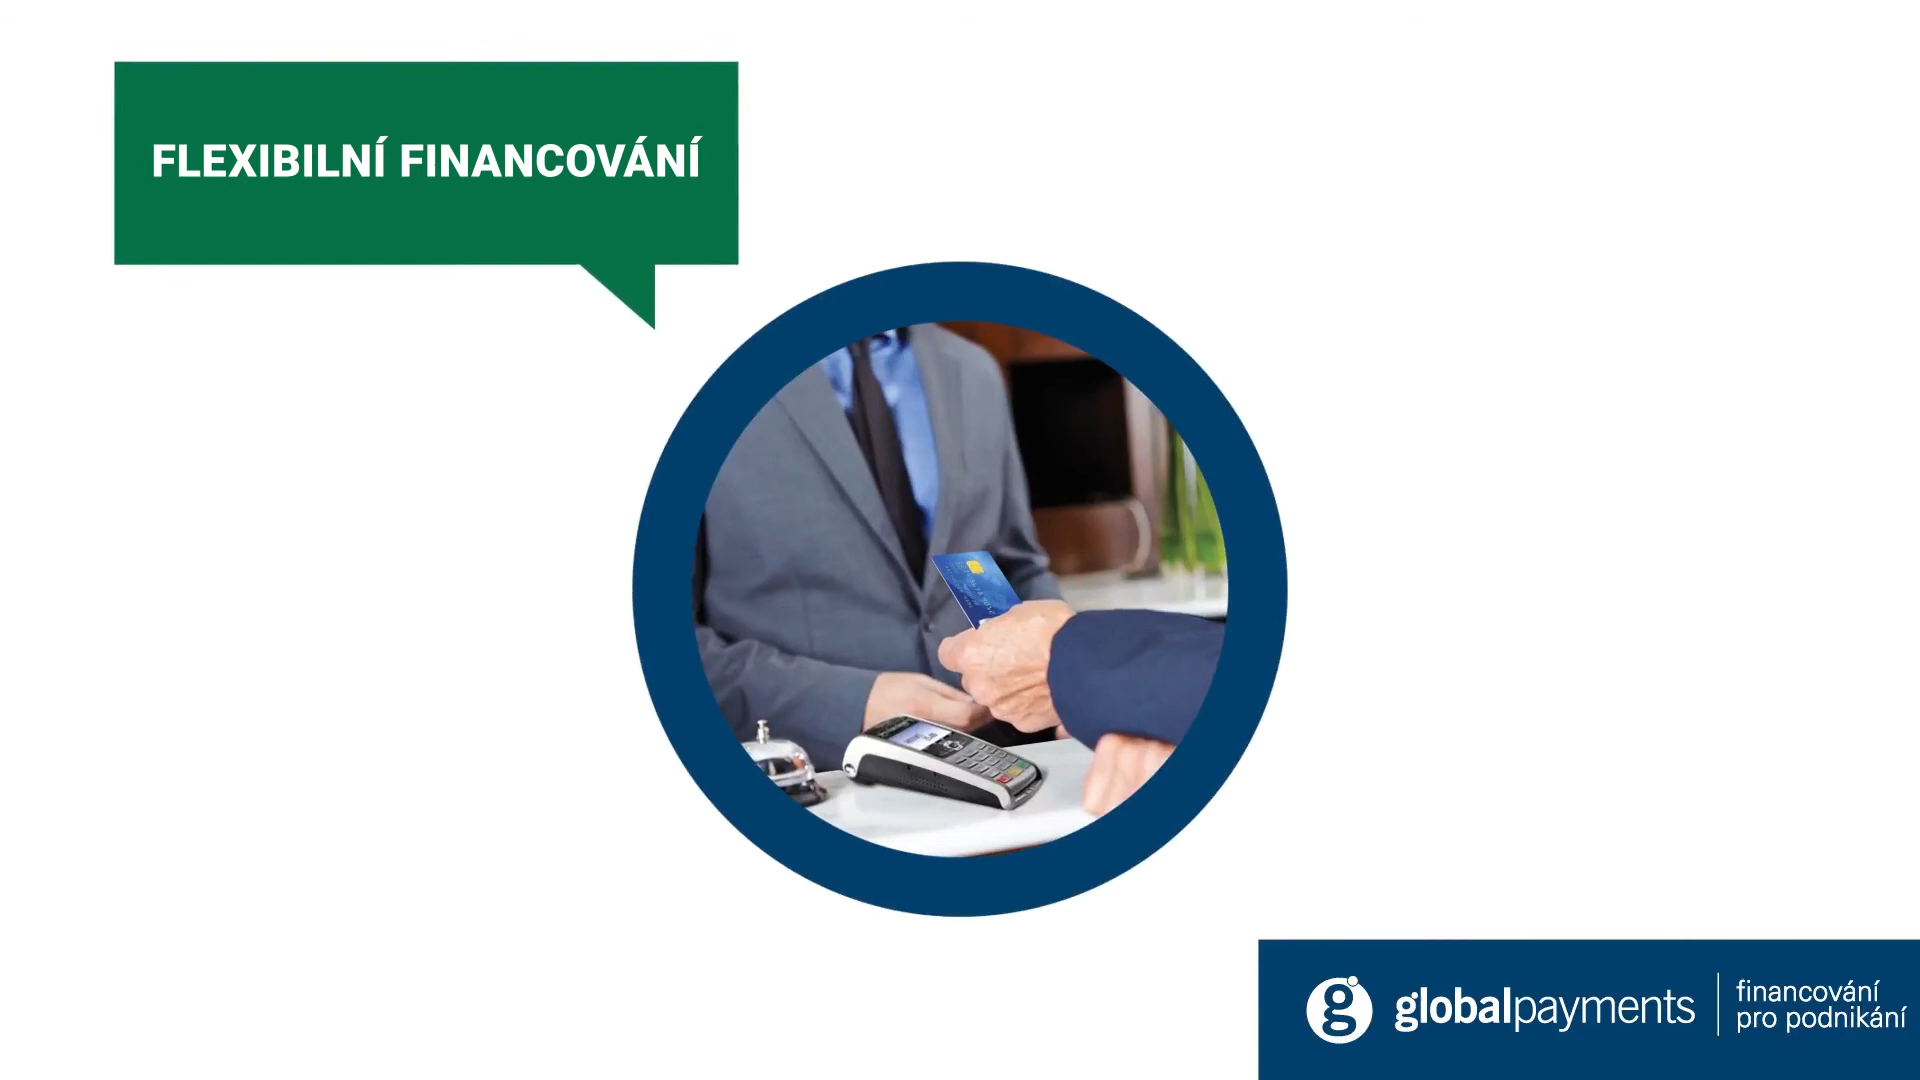 FLEXIBILNÍ FINANCOVÁNÍ
globalpayments
financování
pro podnikání